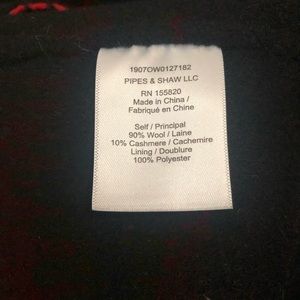 1907OW0127182
PIPES & SHAW LLC
RN 155820
Made in China /
Fabriqué en Chine
Self / Principal
90% Wool / Laine
10% Cashmere / Cachemire
Lining / Doublure
100% Polyester